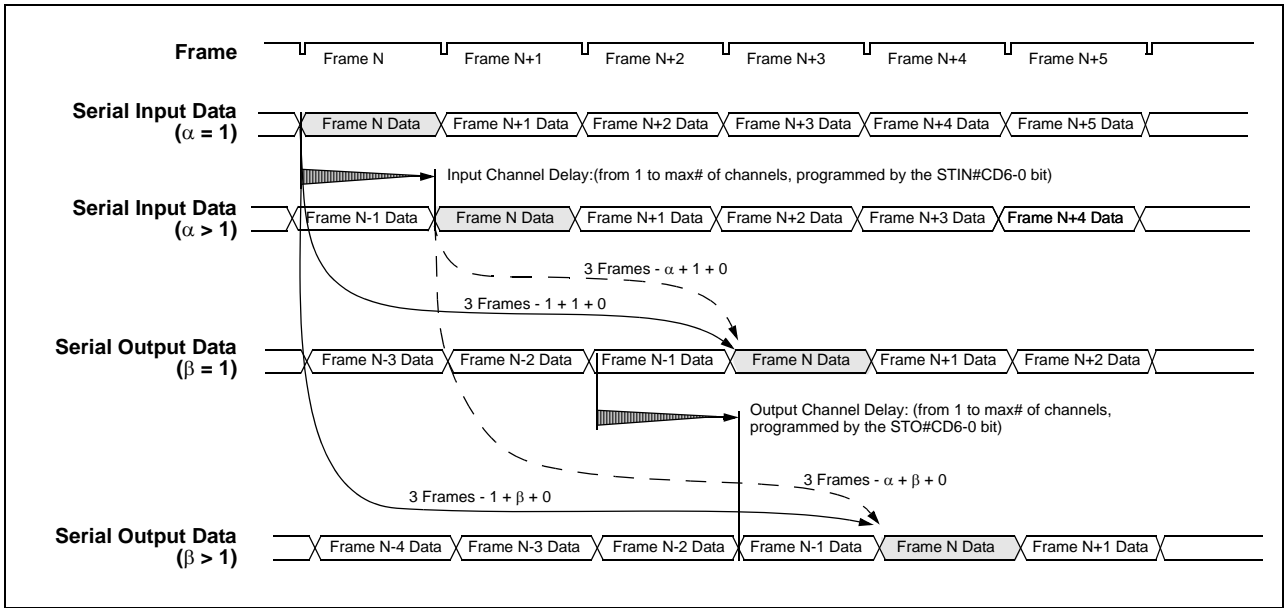 Frame
Frame N Frame N+1 Frame N+2 Frame N+3 Frame N+4 Frame N+5
Serial Input Data
(α = 1)
Frame N Data Frame N+1 Data Frame N+2 Data Frame N+3 Data Frame N+4 Data Frame N+5 Data
Input Channel Delay:(from 1 to max# of channels, programmed by the STIN#CD6-0 bit)
Serial Input Data
(α > 1)
Frame N-1 Data Frame N Data Frame N+1 Data Frame N+2 Data Frame N+3 Data Frame N+4 Data
3 Frames - α + 1 + 0
3 Frames - 1 + 1 + 0
Serial Output Data
(β = 1)
Frame N-3 Data Frame N-2 Data Frame N-1 Data Frame N Data Frame N+1 Data Frame N+2 Data
Output Channel Delay: (from 1 to max# of channels,
programmed by the STO#CD6-0 bit)
3 Frames - α + β + 0
3 Frames - 1 + β + 0
Serial Output Data
(β > 1)
Frame N-4 Data Frame N-3 Data Frame N-2 Data Frame N-1 Data Frame N Data Frame N+1 Data